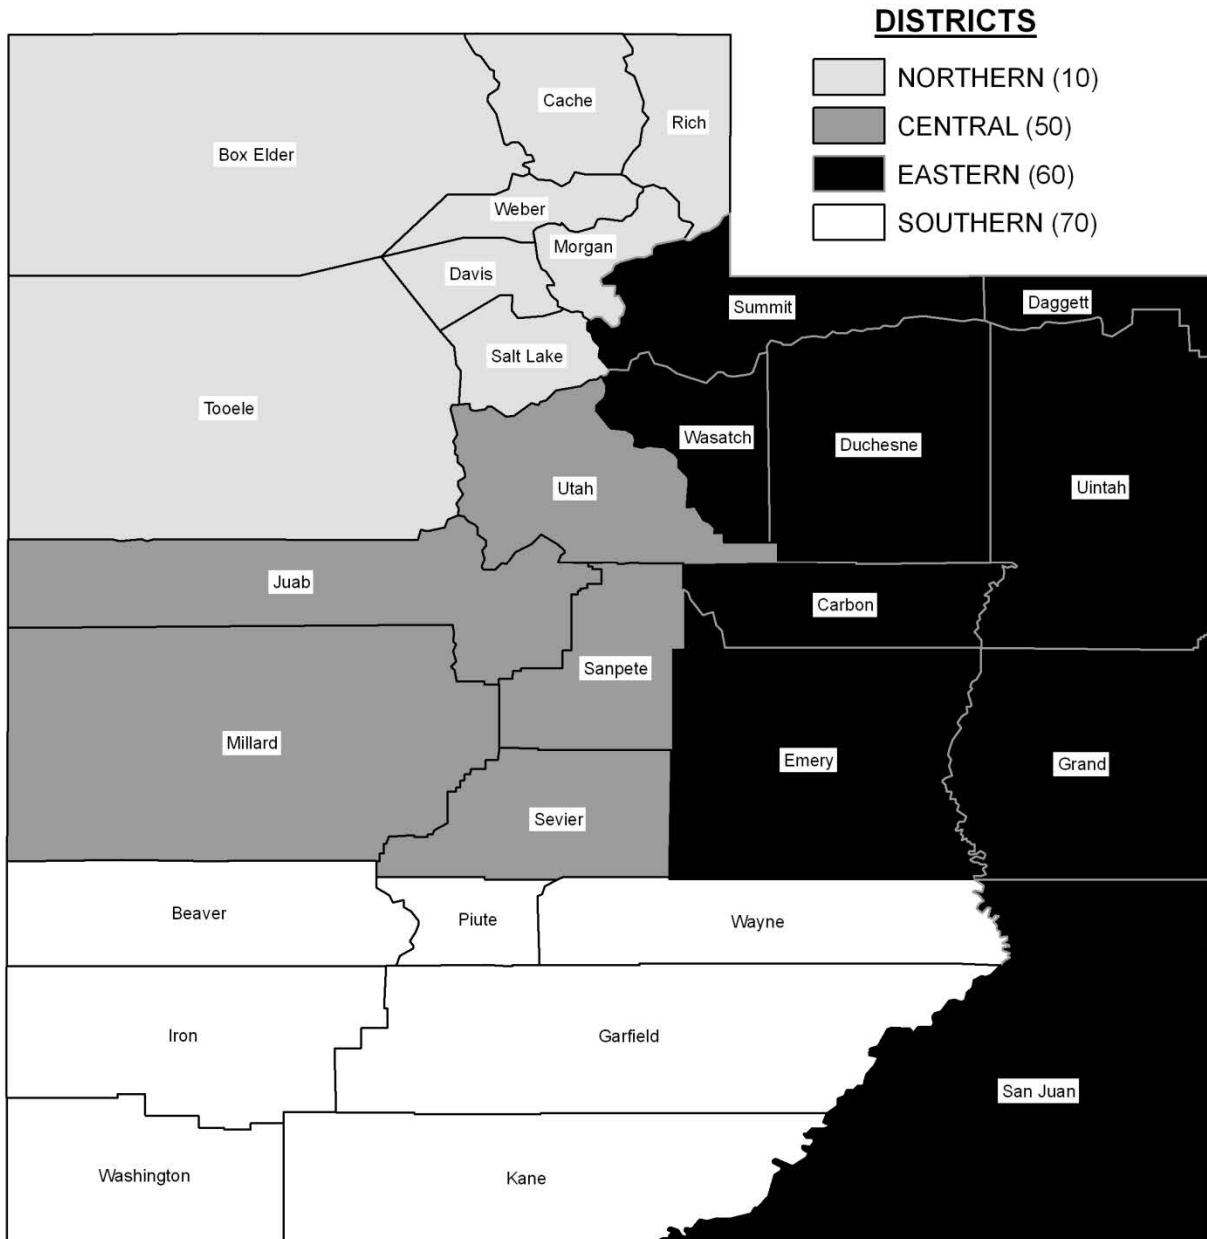 DISTRICTS
NORTHERN (10)
CENTRAL (50)
EASTERN (60)
SOUTHERN (70)
Cache
Rich
Box Elder
Weber
Morgan
Davis
Summit
Daggett
Salt Lake
Tooele
Wasatch
Duchesne
Utah
Uintah
Juab
Carbon
Sanpete
Millard
Emery
Grand
Sevier
Beaver
Piute
Wayne
Iron
Garfield
San Juan
Washington
Kane